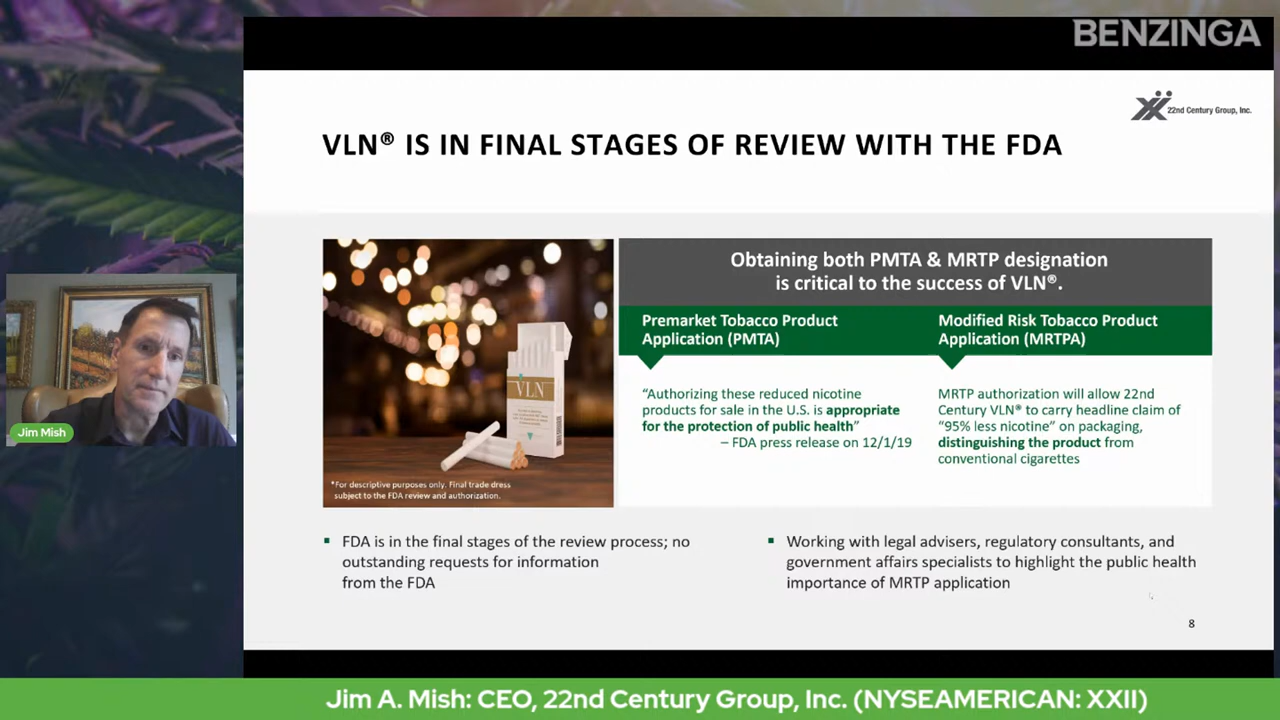 BENZINGA
22nd Century Group, Inc.
VLN® IS IN FINAL STAGES OF REVIEW WITH THE FDA
VLN
*For descriptive purposes only. Final trade dress
subject to the FDA review and authorization.
Obtaining both PMTA & MRTP designation
is critical to the success of VLN®.
Premarket Tobacco Product
Application (PMTA)
“Authorizing these reduced nicotine
products for sale in the U.S. is appropriate
for the protection of public health”
– FDA press release on 12/1/19
Modified Risk Tobacco Product
Application (MRTPA)
MRTP authorization will allow 22nd
Century VLN® to carry headline claim of
“95% less nicotine” on packaging,
distinguishing the product from
conventional cigarettes
Jim Mish
▪ FDA is in the final stages of the review process; no
outstanding requests for information
from the FDA
▪ Working with legal advisers, regulatory consultants, and
government affairs specialists to highlight the public health
importance of MRTP application
8
Jim A. Mish: CEO, 22nd Century Group, Inc. (NYSEAMERICAN: XXII)